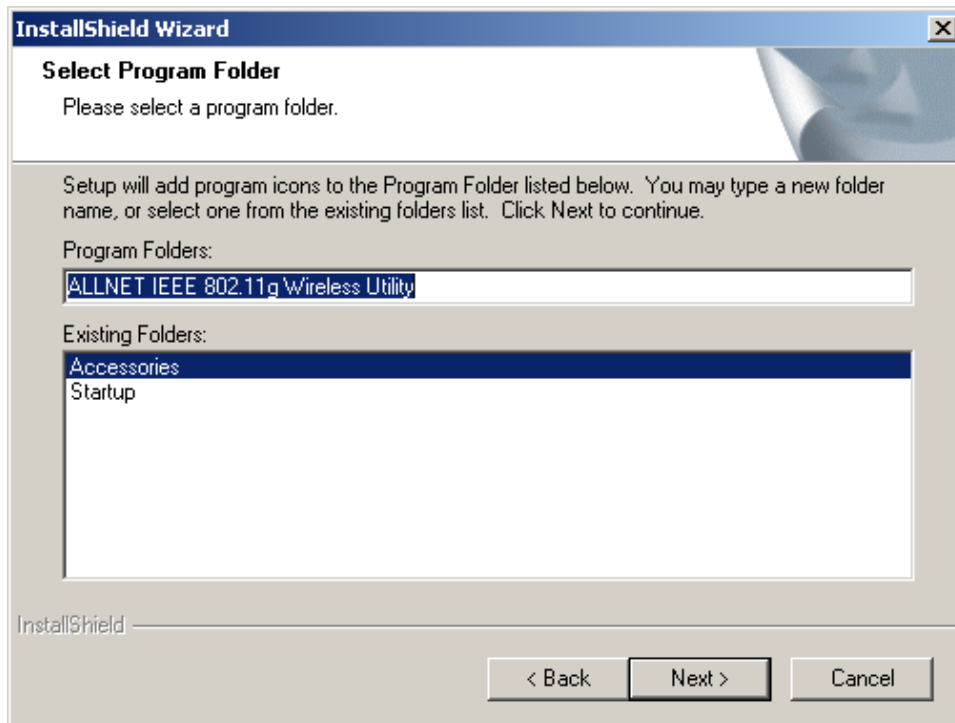 InstallShield Wizard
Select Program Folder
Please select a program folder.
Setup will add program icons to the Program Folder listed below.  You may type a new folder
name, or select one from the existing folders list.  Click Next to continue.
Program Folders:
ALLNET IEEE 802.11g Wireless Utility
Existing Folders:
Accessories
Startup
InstallShield
< Back
Next >
Cancel